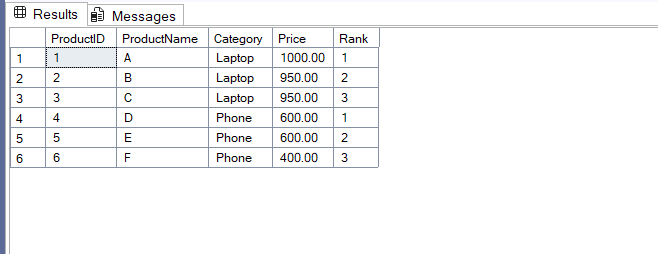 Results Messages
ProductID ProductName Category Price Rank
1 1 A Laptop 1000.00 1
2 2 B Laptop 950.00 2
3 3 C Laptop 950.00 3
4 4 D Phone 600.00 1
5 5 E Phone 600.00 2
6 6 F Phone 400.00 3